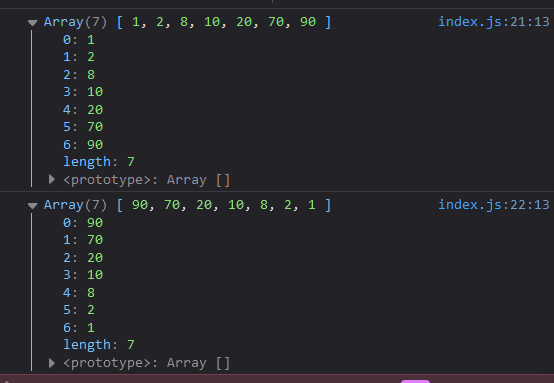 Array(7) [ 1, 2, 8, 10, 20, 70, 90 ] index.js:21:13
0: 1
1: 2
2: 8
3: 10
4: 20
5: 70
6: 90
length: 7
<prototype>: Array []
Array(7) [ 90, 70, 20, 10, 8, 2, 1 ] index.js:22:13
0: 90
1: 70
2: 20
3: 10
4: 8
5: 2
6: 1
length: 7
<prototype>: Array []